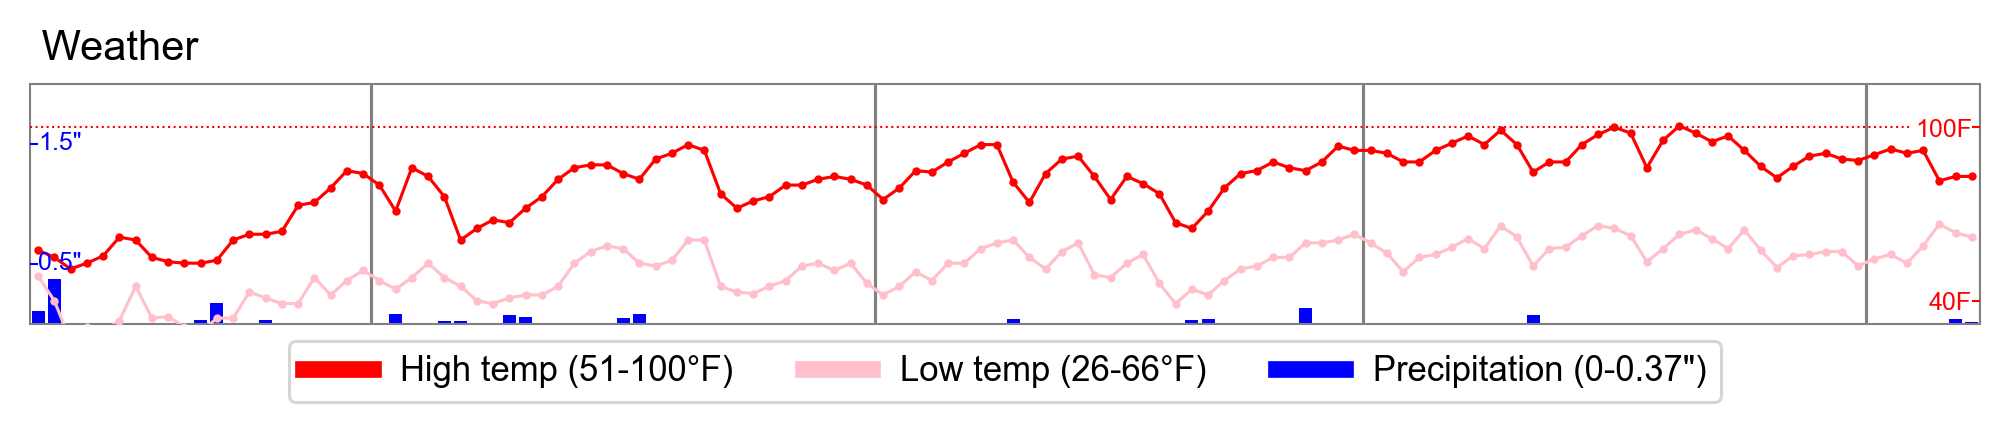 Weather
1.5"
100F
0.5"
40F
High temp (51-100°F) Low temp (26-66°F) Precipitation (0-0.37")